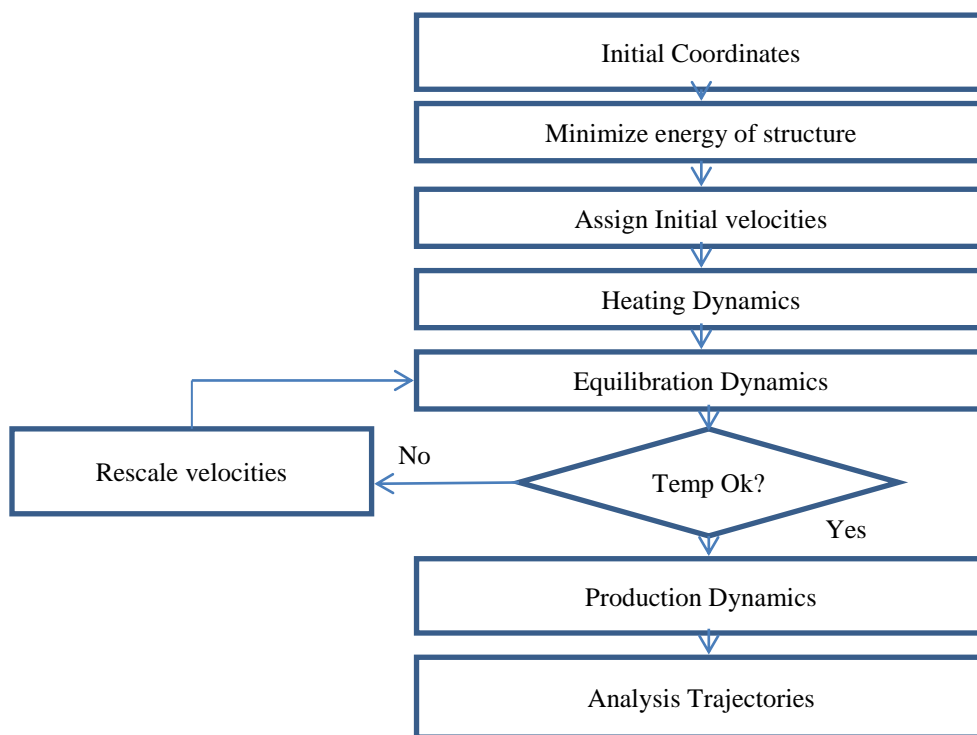 Initial Coordinates
Minimize energy of structure
Assign Initial velocities
Heating Dynamics
Equilibration Dynamics
Rescale velocities
No
Temp Ok?
Yes
Production Dynamics
Analysis Trajectories